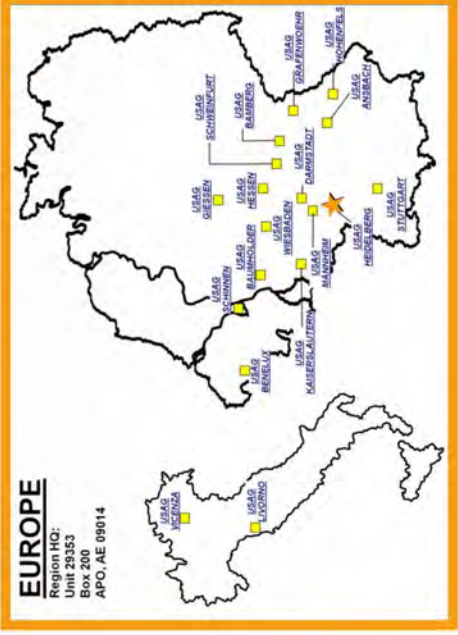 EUROPE
Region HQ:
Unit 29353
Box 200
APO, AE 09014
USAG
VICENZA
USAG
LIVORNO
USAG
BENELUX
USAG
SCHINNEN
USAG
BAUMHOLDER
USAG
KAISERSLAUTERN
USAG
WIESBADEN
USAG
MANNHEIM
USAG
HEIDELBERG
USAG
GIESSEN
USAG
HESSEN
USAG
DARMSTADT
USAG
STUTTGART
USAG
SCHWEINFURT
USAG
BAMBERG
USAG
GRAFENWOEHR
USAG
HOHENFELS
USAG
ANSBACH